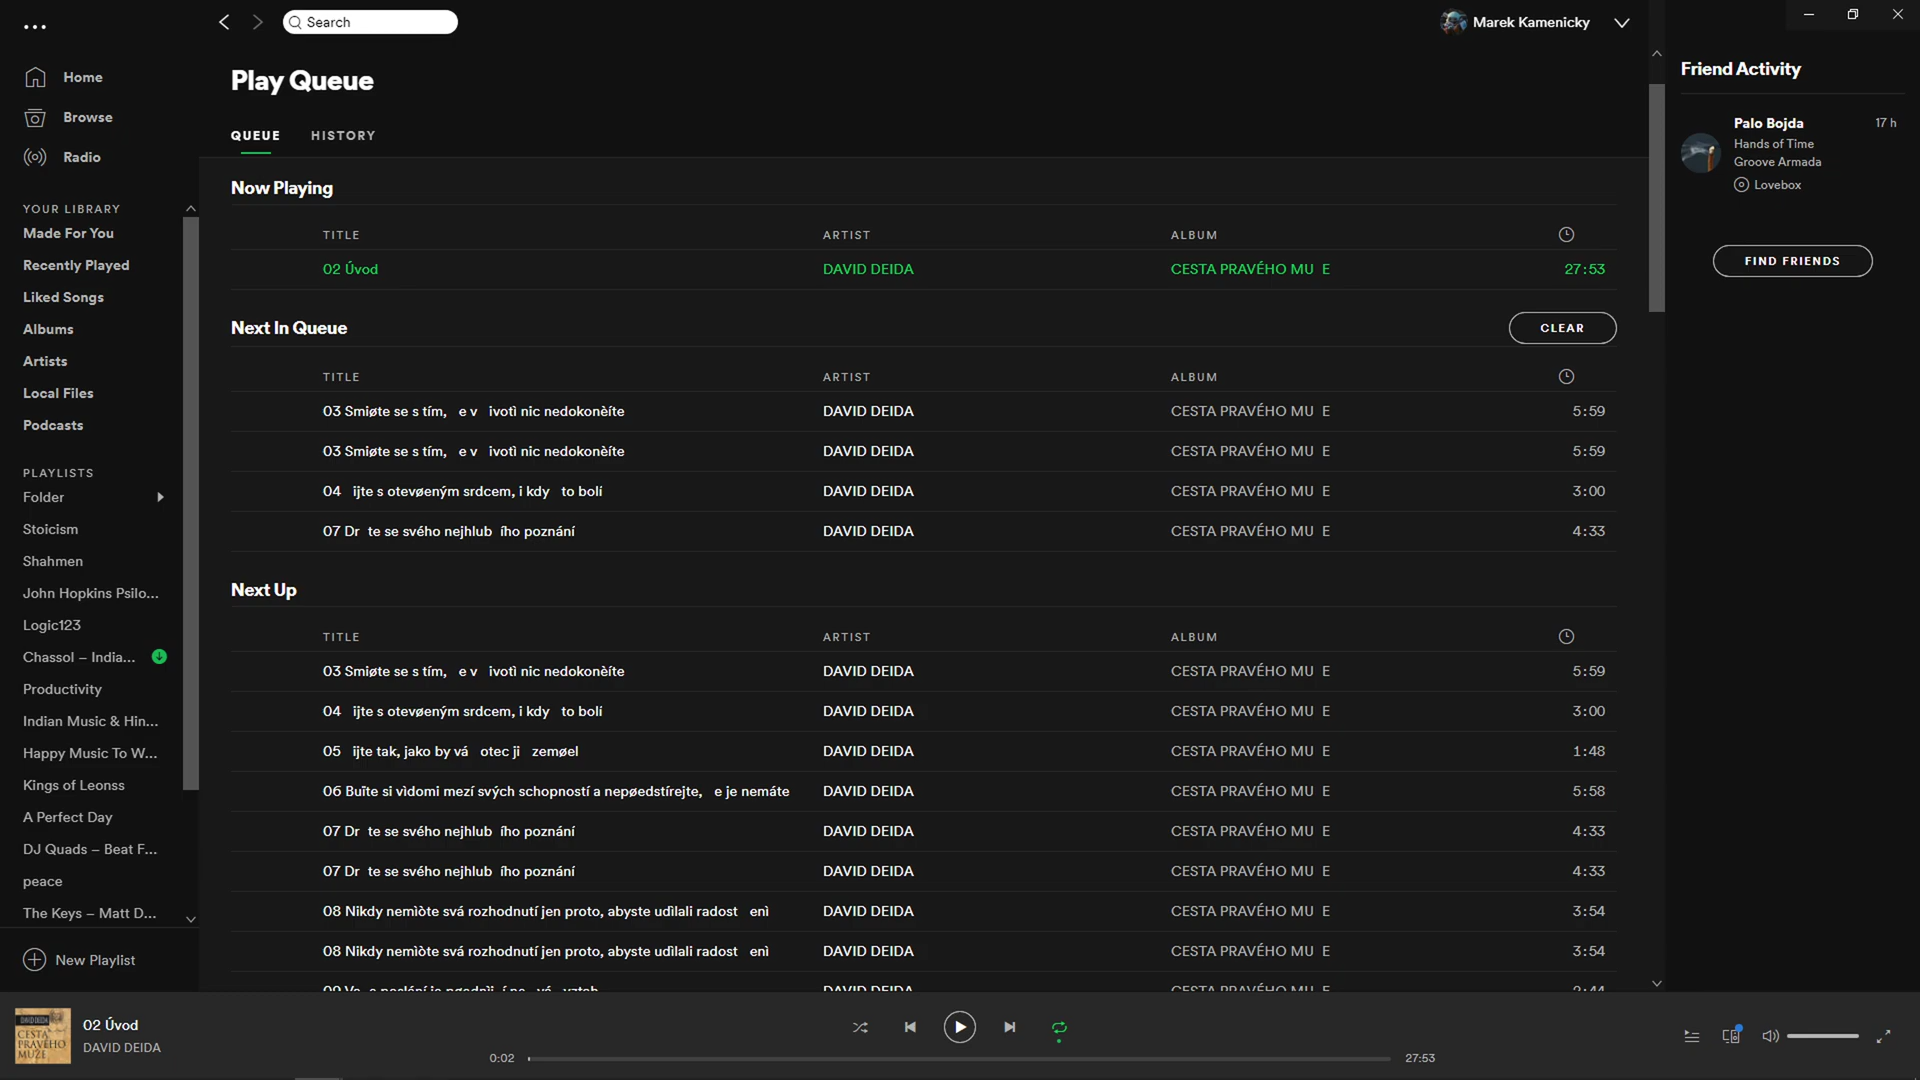 Search
Marek Kamenicky
Home
Browse
Radio
YOUR LIBRARY
Made For You
Recently Played
Liked Songs
Albums
Artists
Local Files
Podcasts
PLAYLISTS
Folder
Stoicism
Shahmen
John Hopkins Psilo...
Logic123
Chassol – India...
Productivity
Indian Music & Hin...
Happy Music To W...
Kings of Leonss
A Perfect Day
DJ Quads – Beat F...
peace
The Keys – Matt D...
New Playlist
Play Queue
QUEUE HISTORY
Now Playing
TITLE ARTIST ALBUM
02 Úvod DAVID DEIDA CESTA PRAVÉHO MU E 27:53
Next In Queue CLEAR
TITLE ARTIST ALBUM
03 Smiøte se s tím, e v ivotì nic nedokonèíte DAVID DEIDA CESTA PRAVÉHO MU E 5:59
03 Smiøte se s tím, e v ivotì nic nedokonèíte DAVID DEIDA CESTA PRAVÉHO MU E 5:59
04 ijte s otevøeným srdcem, i kdy to bolí DAVID DEIDA CESTA PRAVÉHO MU E 3:00
07 Dr te se svého nejhlub ího poznání DAVID DEIDA CESTA PRAVÉHO MU E 4:33
Next Up
TITLE ARTIST ALBUM
03 Smiøte se s tím, e v ivotì nic nedokonèíte DAVID DEIDA CESTA PRAVÉHO MU E 5:59
04 ijte s otevøeným srdcem, i kdy to bolí DAVID DEIDA CESTA PRAVÉHO MU E 3:00
05 ijte tak, jako by vá otec ji zemøel DAVID DEIDA CESTA PRAVÉHO MU E 1:48
06 Buïte si vìdomi mezí svých schopností a nepøedstírejte, e je nemáte DAVID DEIDA CESTA PRAVÉHO MU E 5:58
07 Dr te se svého nejhlub ího poznání DAVID DEIDA CESTA PRAVÉHO MU E 4:33
07 Dr te se svého nejhlub ího poznání DAVID DEIDA CESTA PRAVÉHO MU E 4:33
08 Nikdy nemìòte svá rozhodnutí jen proto, abyste udìlali radost enì DAVID DEIDA CESTA PRAVÉHO MU E 3:54
08 Nikdy nemìòte svá rozhodnutí jen proto, abyste udìlali radost enì DAVID DEIDA CESTA PRAVÉHO MU E 3:54
DAVID DEIDA CESTA PRAVÉHO MU E 2:44
Friend Activity
Palo Bojda 17 h
Hands of Time
Groove Armada
Lovebox
FIND FRIENDS
DAVID DEIDA
CESTA
PRAVÉHO
MUŽE
02 Úvod
DAVID DEIDA
0:02 27:53